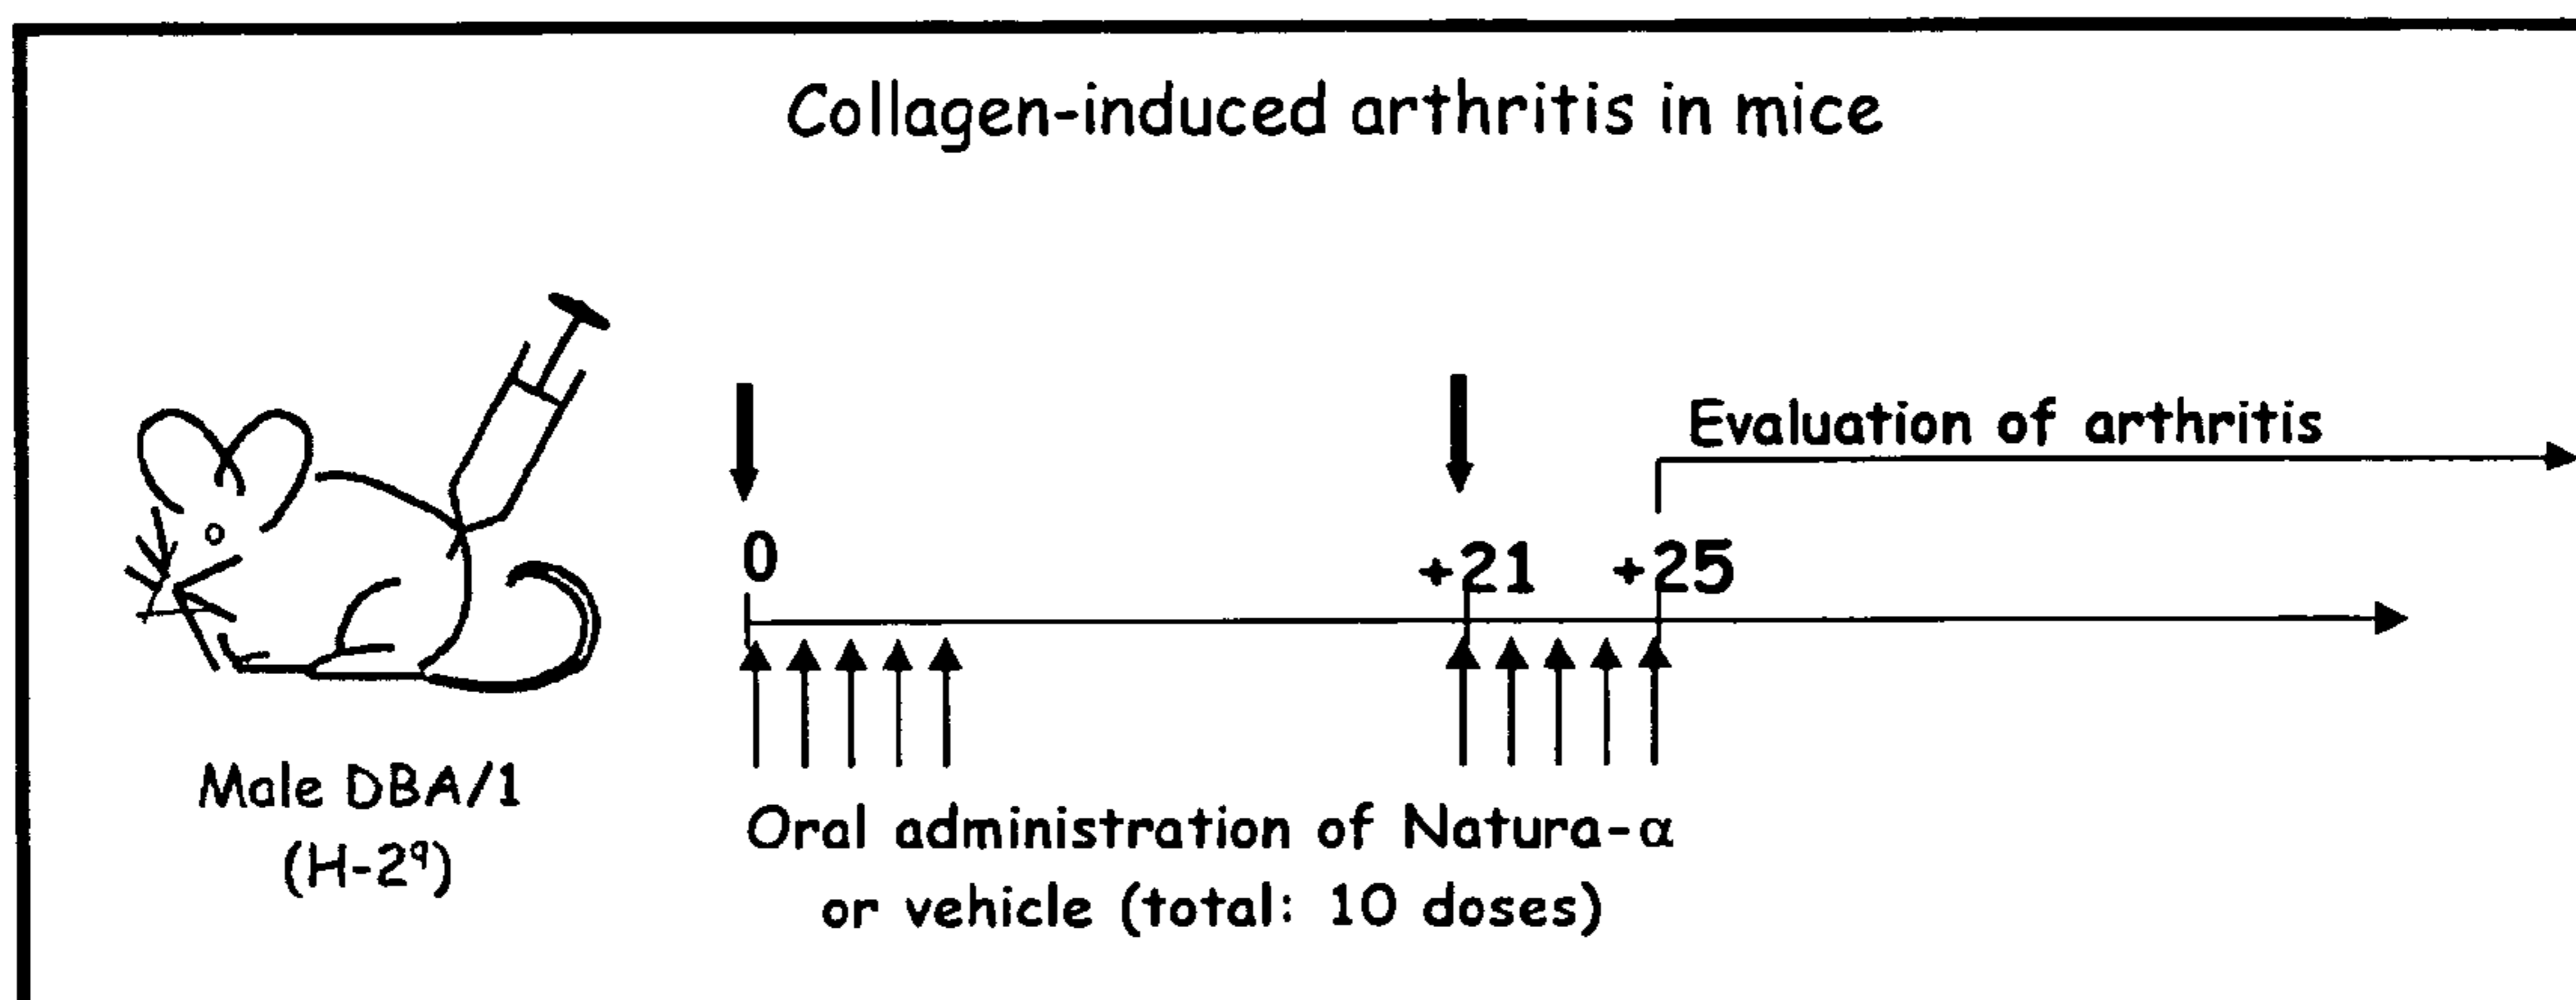 Collagen-induced arthritis in mice
Evaluation of arthritis
0
+21
+25
Male DBA/1
(H-2q)
Oral administration of Natura-α
or vehicle (total: 10 doses)